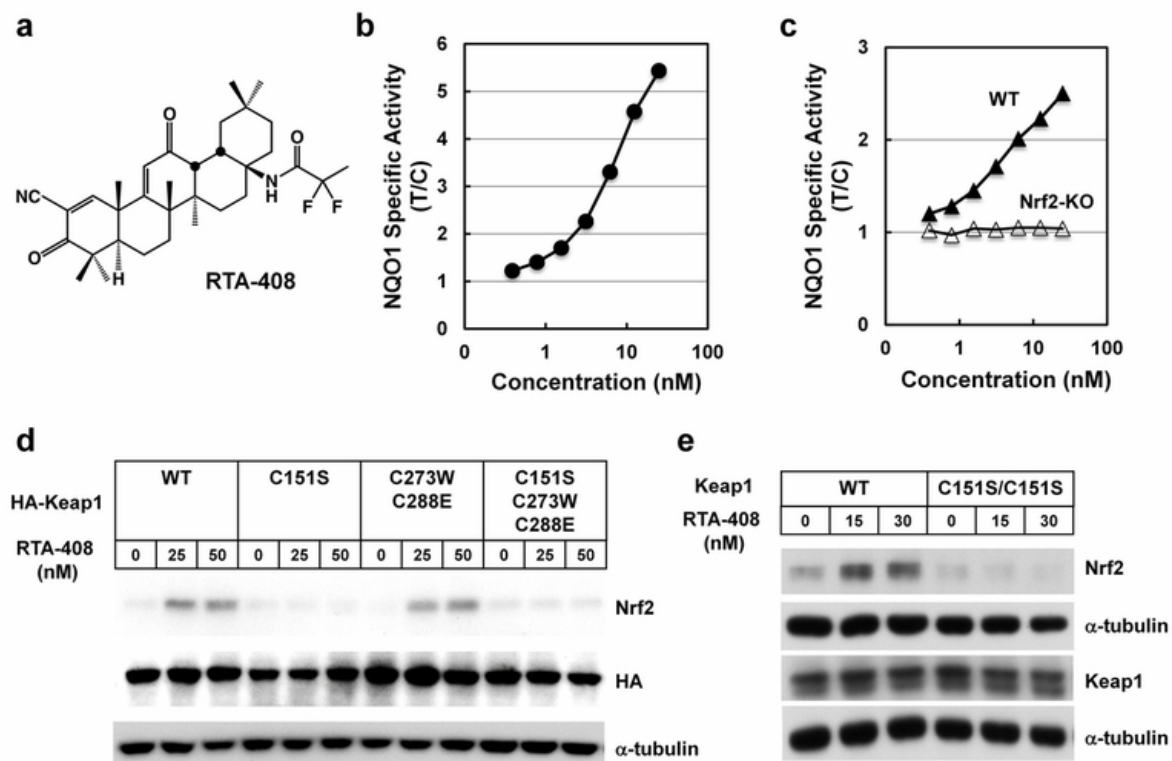 a
O
O
N
H
F
F
NC
O
H
RTA-408
b
NQO1 Specific Activity
(T/C)
6
5
4
3
2
1
0
0 1 10 100
Concentration (nM)
c
NQO1 Specific Activity
(T/C)
3
2
1
0
WT
Nrf2-KO
0 1 10 100
Concentration (nM)
d
HA-Keap1
WT C151S C273W C151S
C288E C273W
C288E
RTA-408
(nM)
0 25 50 0 25 50 0 25 50 0 25 50
Nrf2
HA
α-tubulin
e
Keap1 WT C151S/C151S
RTA-408
(nM)
0 15 30 0 15 30
Nrf2
α-tubulin
Keap1
α-tubulin